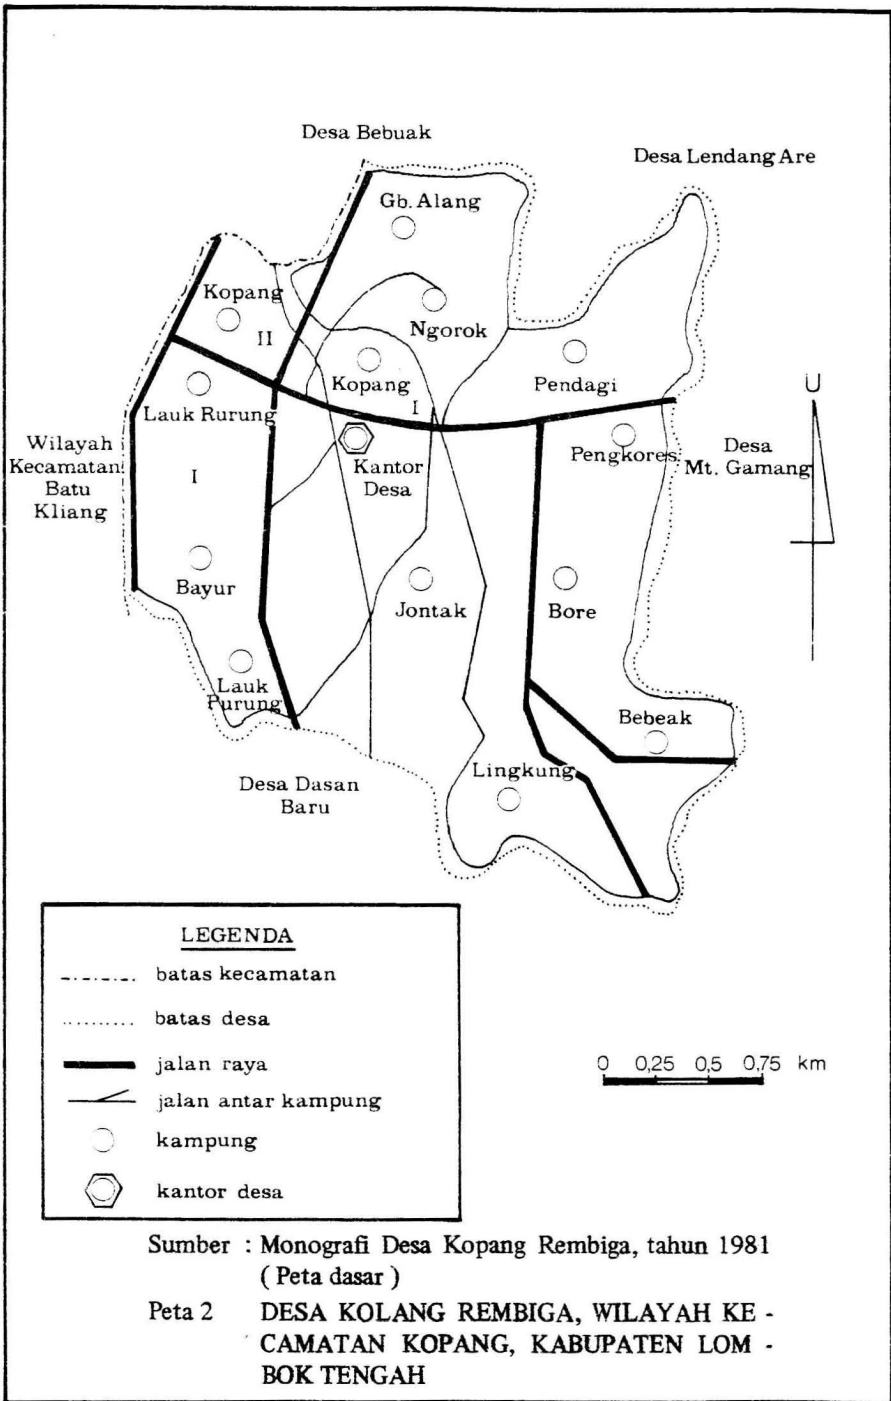 Desa Bebuak
Desa Lendang Are
Gb. Alang
Kopang
II
Ngorok
Kopang
I
Pendagi
U
Lauk Rurung
Wilayah
Kecamatan
Batu
Kliang
I
Kantor
Desa
Pengkores
Desa
Mt. Gamang
Bayur
Jontak
Bore
Lauk
Purung
Bebeak
Desa Dasan
Baru
Lingkung
LEGENDA
batas kecamatan
batas desa
jalan raya
jalan antar kampung
kampung
kantor desa
0 0,25 0,5 0,75 km
Sumber : Monografi Desa Kopang Rembiga, tahun 1981
( Peta dasar )
Peta 2 DESA KOLANG REMBIGA, WILAYAH KE -
CAMATAN KOPANG, KABUPATEN LOM -
BOK TENGAH